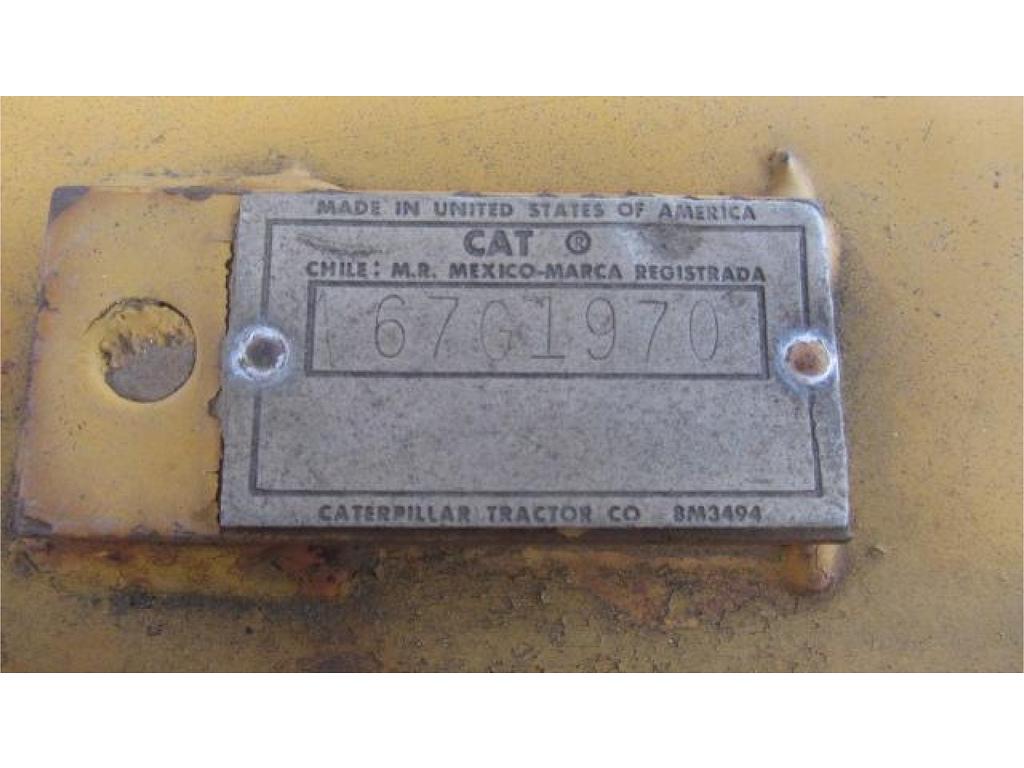 MADE IN UNITED STATES OF AMERICA
CAT ®
CHILE: M.R. MEXICO-MARCA REGISTRADA
67G1970
CATERPILLAR TRACTOR CO 8M3494